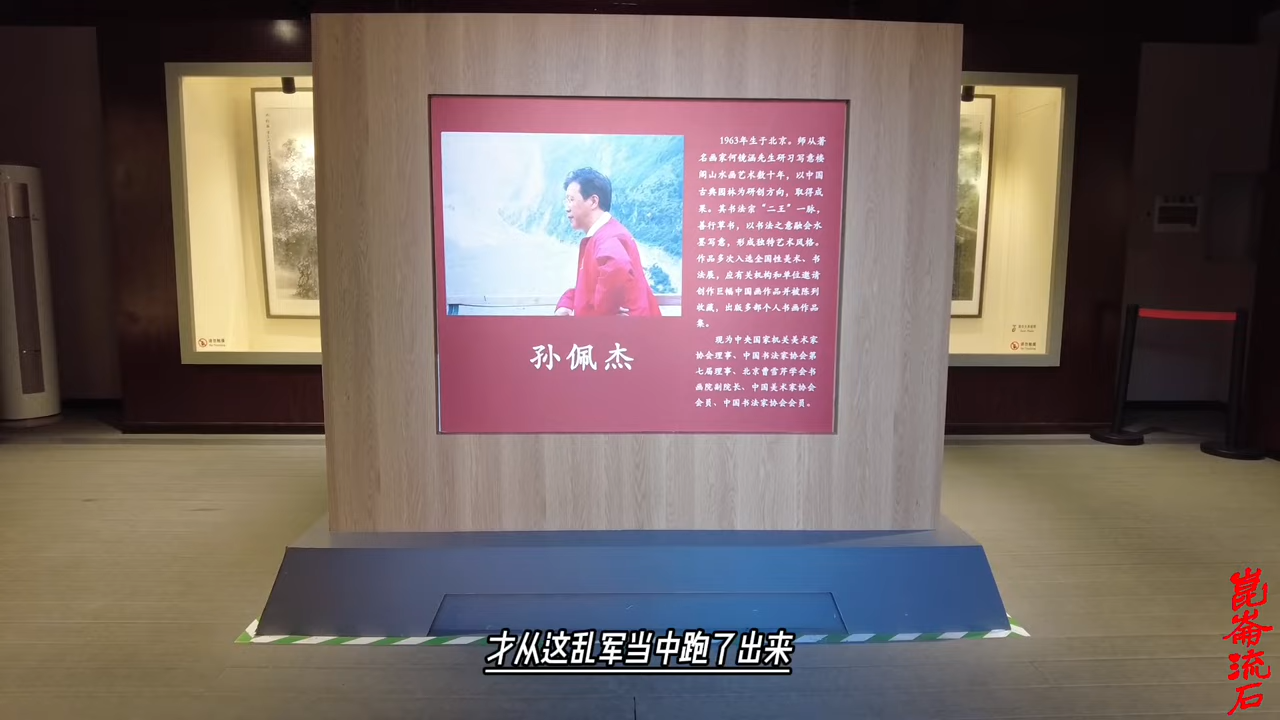 1963年生于北京。师从著
名画家何镜涵先生研习写意楼
阁山水画艺术数十年，以中国
古典园林为研创方向，取得成
果。其书法宗“二王”一脉，
善行草书，以书法之意融会水
墨写意，形成独特艺术风格。
作品多次入选全国性美术、书
法展，应有关机构和单位邀请
创作巨幅中国画作品并被陈列
收藏，出版多部个人书画作品
集。
现为中央国家机关美术家
协会理事、中国书法家协会第
七届理事、北京曹雪芹学会书
画院副院长、中国美术家协会
会员、中国书法家协会会员。
孙佩杰
请勿触摸
请勿触摸
才从这乱军当中跑了出来
崑崙流石